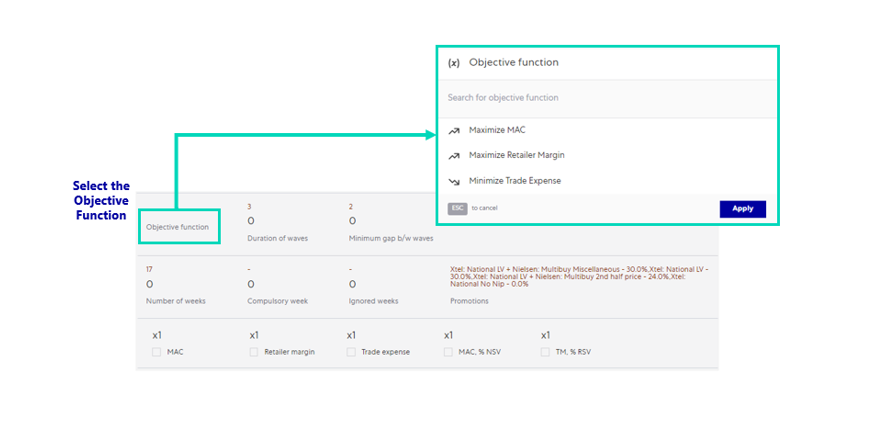 (x) Objective function
Search for objective function
Maximize MAC
Maximize Retailer Margin
Minimize Trade Expense
ESC to cancel
Apply
Select the
Objective
Function
Objective function
3
0
Duration of waves
2
0
Minimum gap b/w waves
17
0
Number of weeks
-
0
Compulsory week
-
0
Ignored weeks
Xtel: National LV + Nielsen: Multibuy Miscellaneous - 30.0%,Xtel: National LV -
30.0%,Xtel: National LV + Nielsen: Multibuy 2nd half price - 24.0%,Xtel:
National No Nip - 0.0%
Promotions
x1
MAC
x1
Retailer margin
x1
Trade expense
x1
MAC, % NSV
x1
TM, % RSV